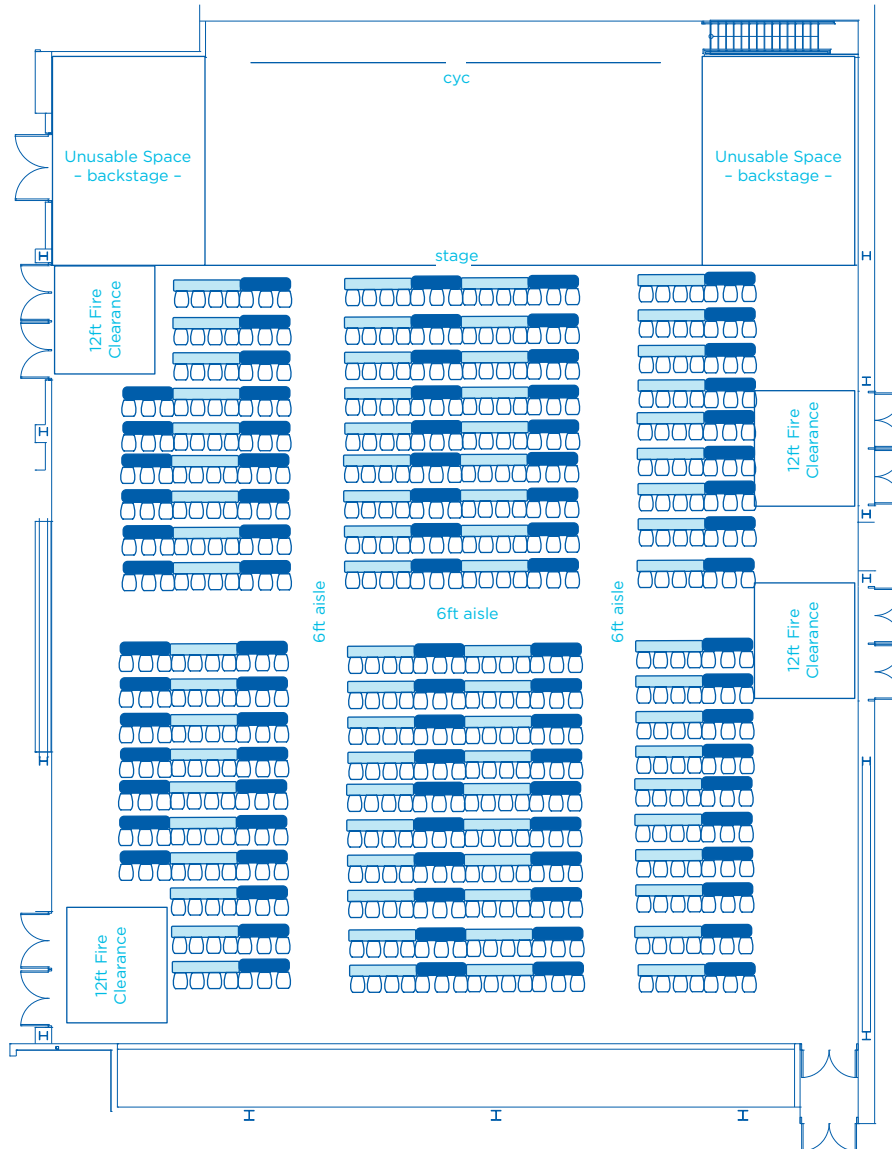 cyc
Unusable Space
– backstage –
Unusable Space
– backstage –
stage
12ft Fire
Clearance
12ft Fire
Clearance
6ft aisle
6ft aisle
6ft aisle
12ft Fire
Clearance
12ft Fire
Clearance